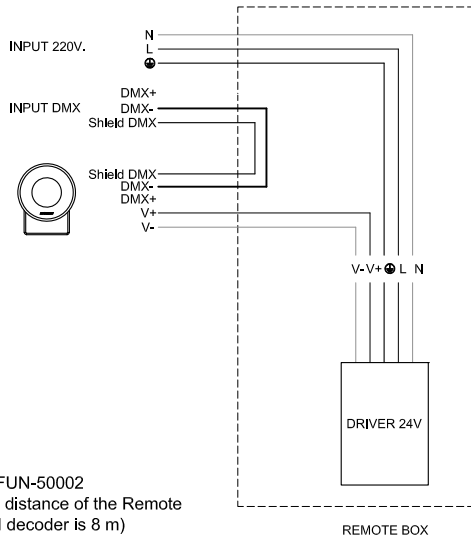 N
INPUT 220V.
L
DMX+
INPUT DMX
DMX-
Shield DMX
Shield DMX
DMX-
DMX+
V+
V-
V- V+ L N
DRIVER 24V
FUN-50002
distance of the Remote
decoder is 8 m)
REMOTE BOX